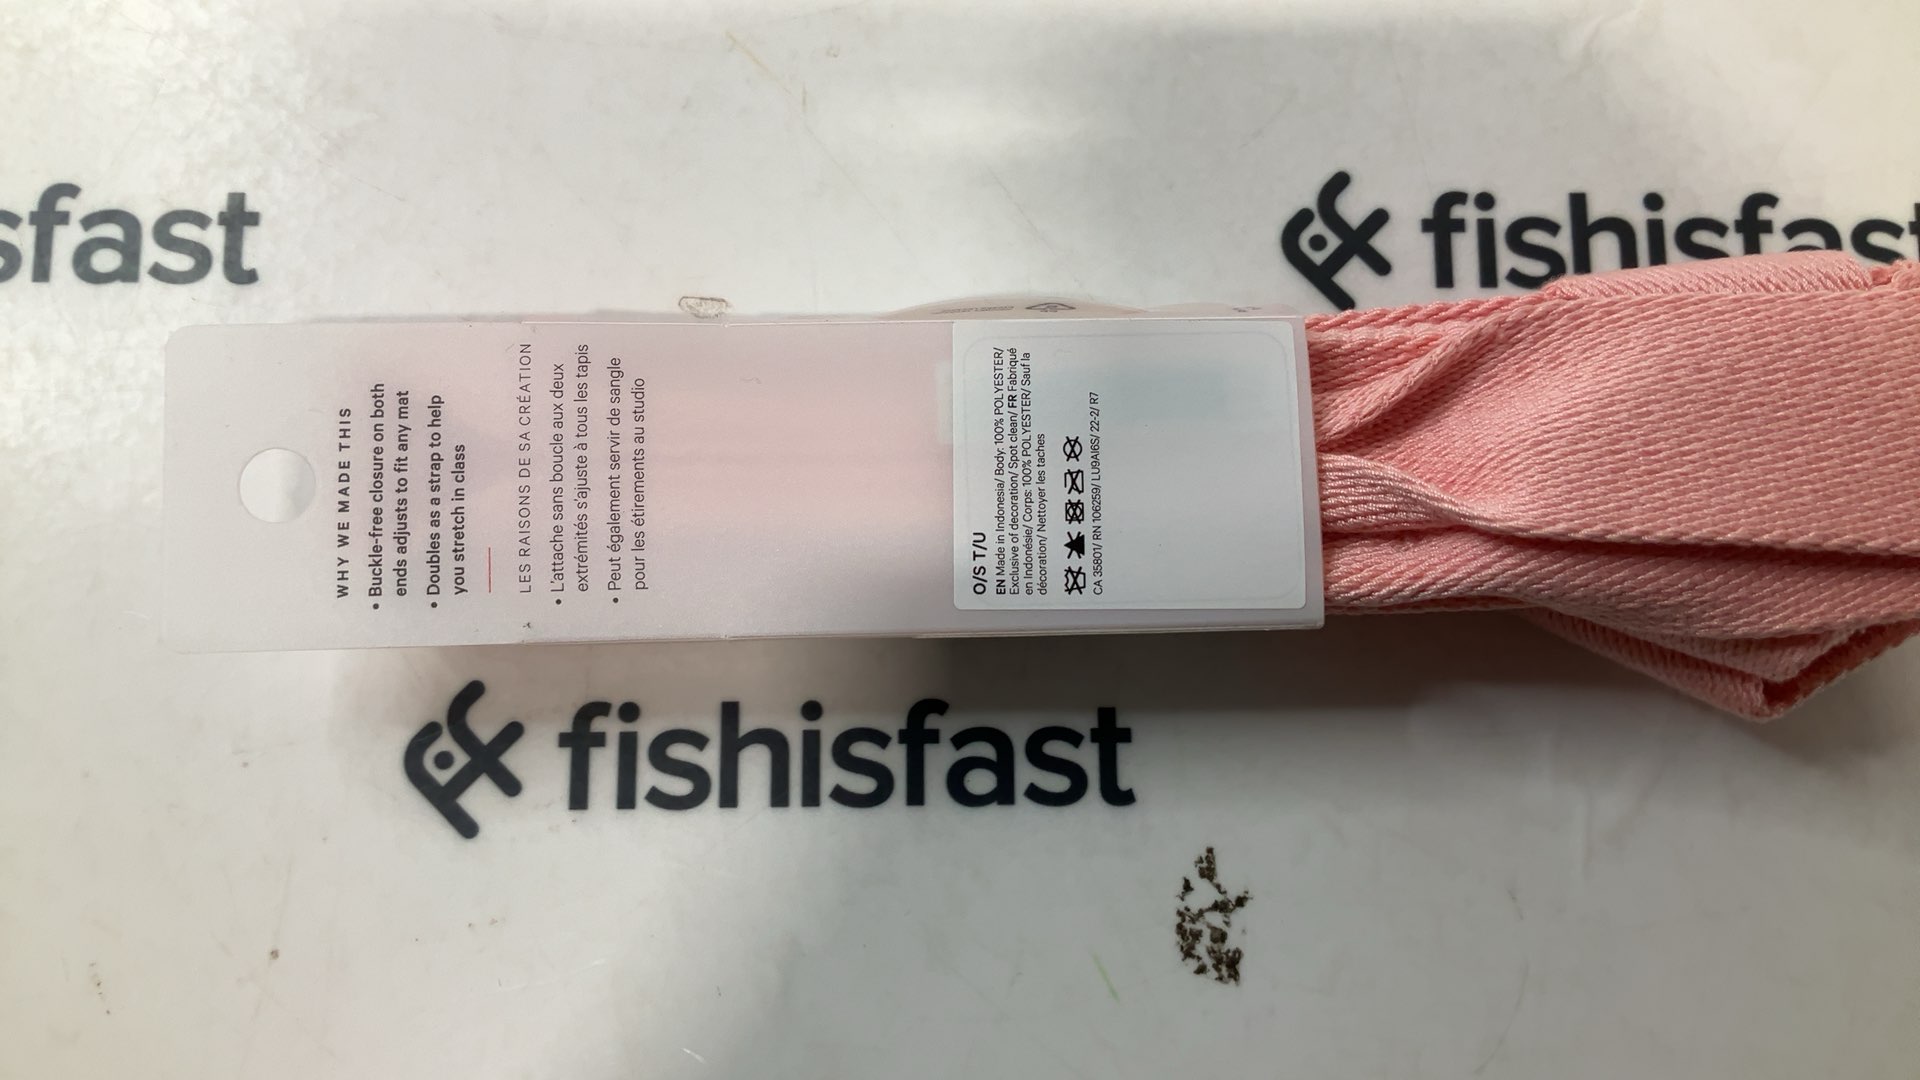 sfast
fishisfast
WHY WE MADE THIS
• Buckle-free closure on both
ends adjusts to fit any mat
• Doubles as a strap to help
you stretch in class
LES RAISONS DE SA CRÉATION
• L'attache sans boucle aux deux
extrémités s'ajuste à tous les tapis
• Peut également servir de sangle
pour les étirements au studio
O/S T/U
EN Made in Indonesia/ Body: 100% POLYESTER/
Exclusive of decoration/ Spot clean/ FR Fabriqué
en Indonésie/ Corps: 100% POLYESTER/ Sauf la
décoration/ Nettoyer les taches
CA 35801/ RN 106259/ LU9AI6S/ 22-2/ R7
fishisfast